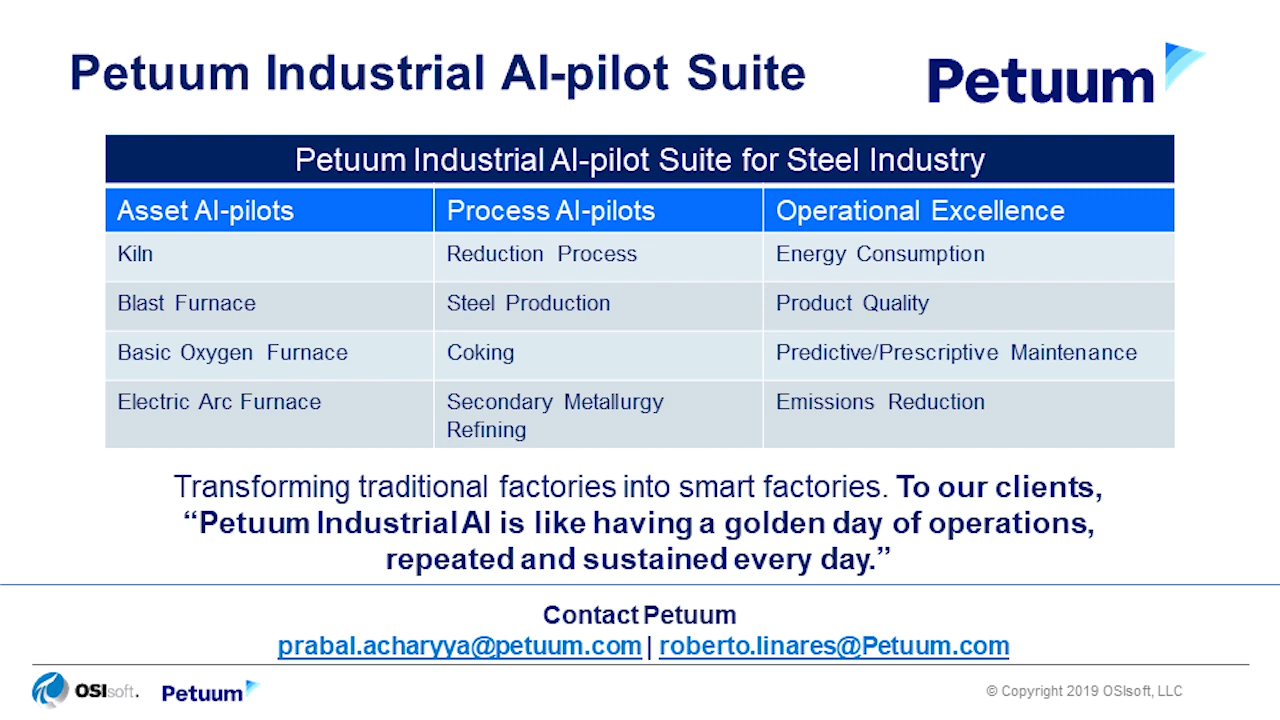 Petuum Industrial AI-pilot Suite
Petuum
Petuum Industrial AI-pilot Suite for Steel Industry
Asset AI-pilots Process AI-pilots Operational Excellence
Kiln Reduction Process Energy Consumption
Blast Furnace Steel Production Product Quality
Basic Oxygen Furnace Coking Predictive/Prescriptive Maintenance
Electric Arc Furnace Secondary Metallurgy Emissions Reduction
Refining
Transforming traditional factories into smart factories. To our clients,
“Petuum Industrial AI is like having a golden day of operations,
repeated and sustained every day.”
Contact Petuum
prabal.acharyya@petuum.com | roberto.linares@Petuum.com
OSIsoft. Petuum © Copyright 2019 OSIsoft, LLC